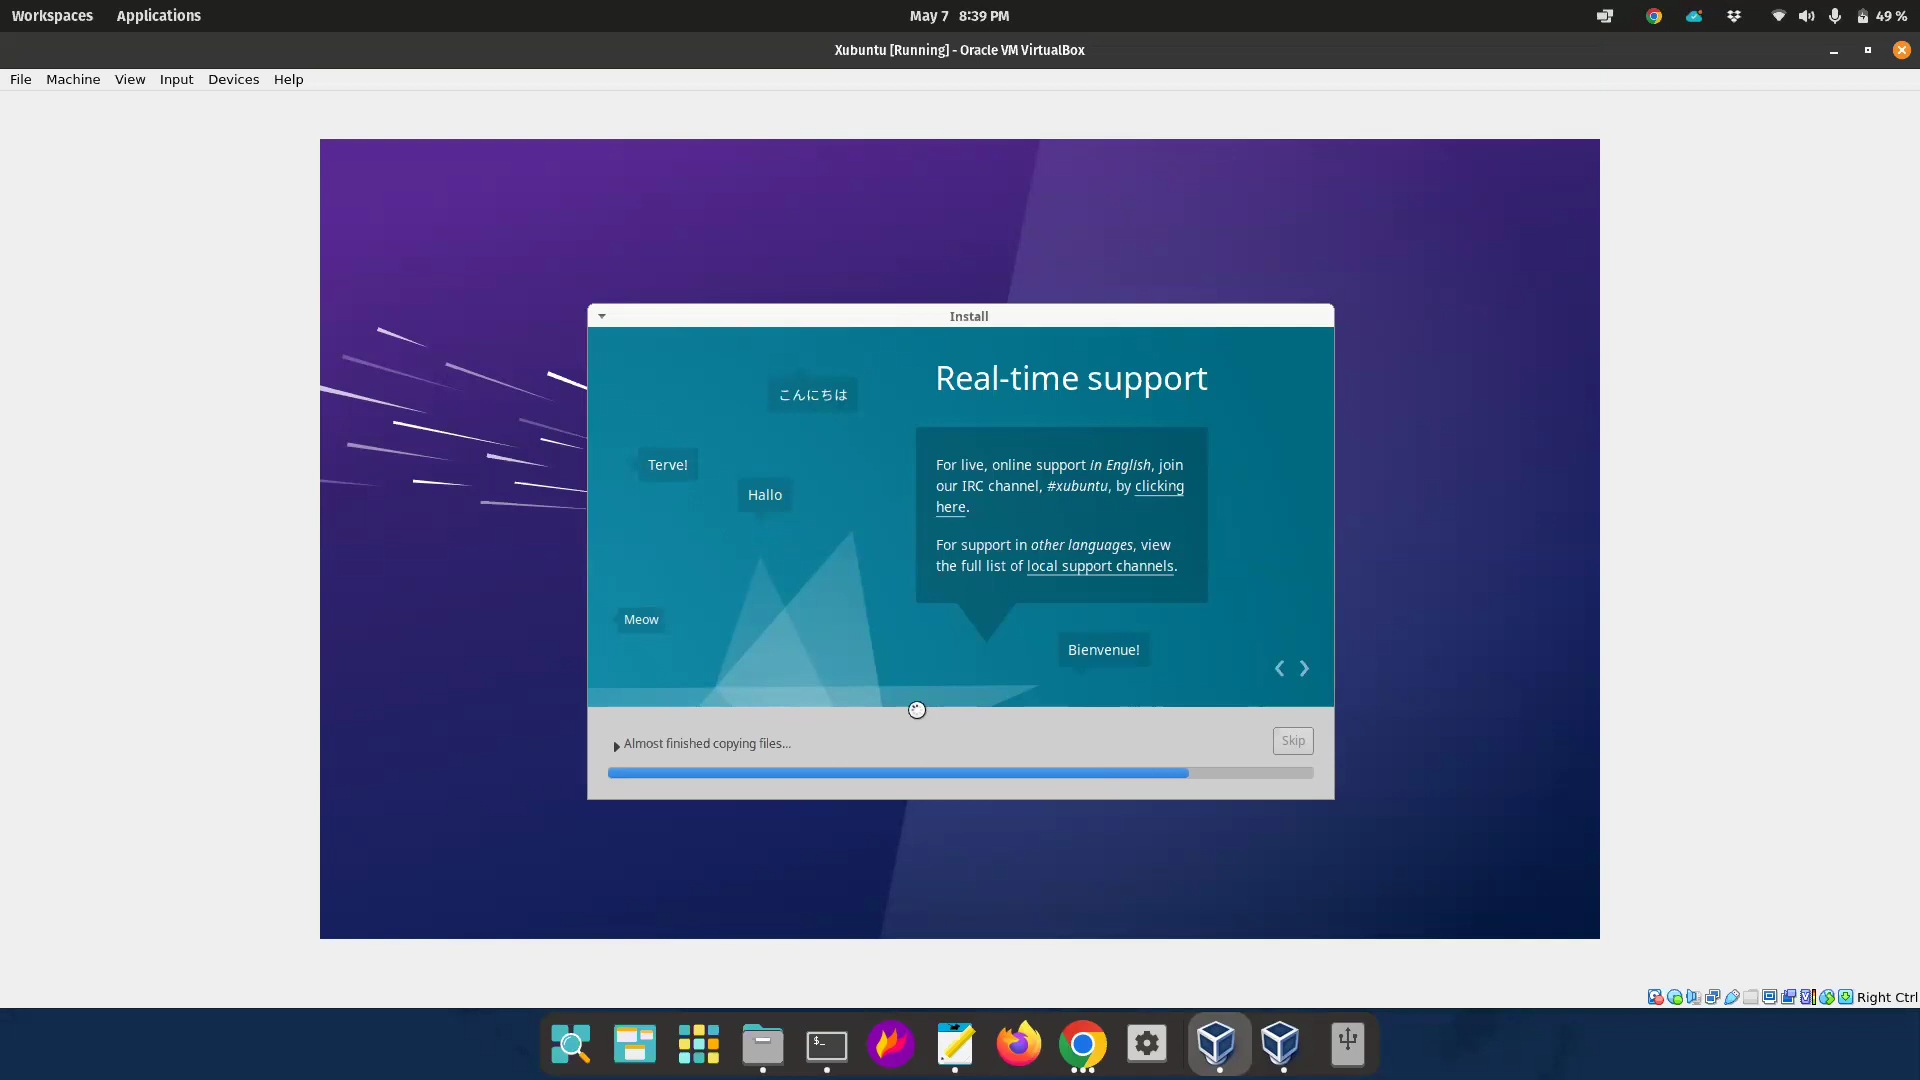 Workspaces Applications May 7 8:39 PM 49 %
Xubuntu [Running] - Oracle VM VirtualBox
File Machine View Input Devices Help
Install
Real-time support
こんにちは
Terve!
Hallo
For live, online support in English, join
our IRC channel, #xubuntu, by clicking
here.
For support in other languages, view
the full list of local support channels.
Meow
Bienvenue!
Almost finished copying files...
Skip
Right Ctrl
$_